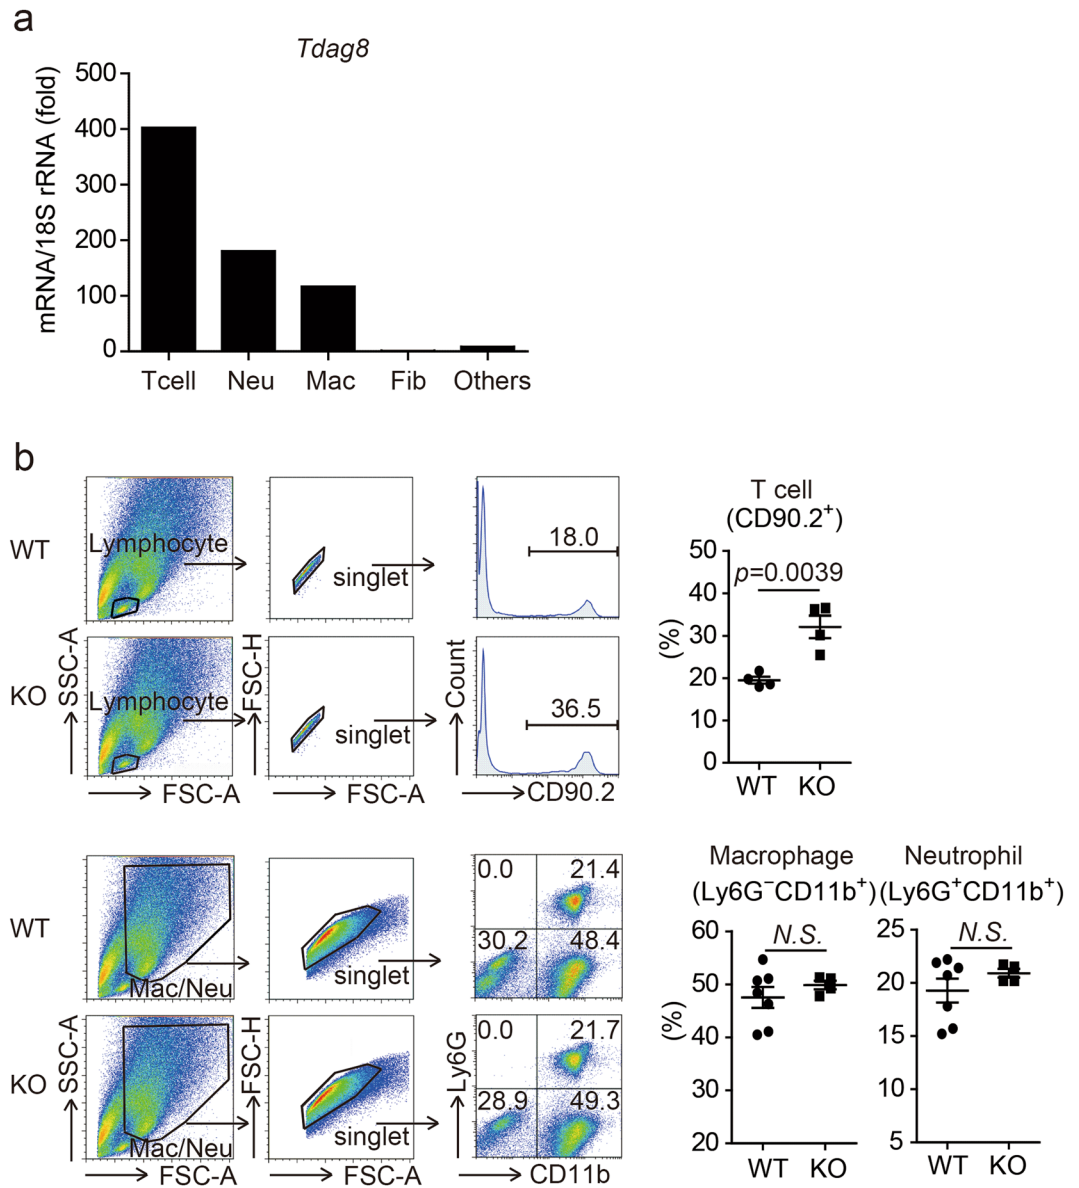 a
Tdag8
mRNA/18S rRNA (fold)
500
400
300
200
100
0
Tcell Neu Mac Fib Others
b
WT
Lymphocyte
singlet
18.0
KO
SSC-A
Lymphocyte
FSC-H
singlet
Count
36.5
FSC-A
FSC-A
CD90.2
T cell
(CD90.2⁺)
(%)
50
40
30
20
10
0
p=0.0039
WT KO
WT
Mac/Neu
singlet
0.0 21.4
30.2 48.4
KO
SSC-A
Mac/Neu
FSC-H
singlet
Ly6G
0.0 21.7
28.9 49.3
FSC-A
FSC-A
CD11b
Macrophage
(Ly6G⁻CD11b⁺)
(%)
60
50
40
30
20
N.S.
WT KO
Neutrophil
(Ly6G⁺CD11b⁺)
25
20
15
10
5
N.S.
WT KO